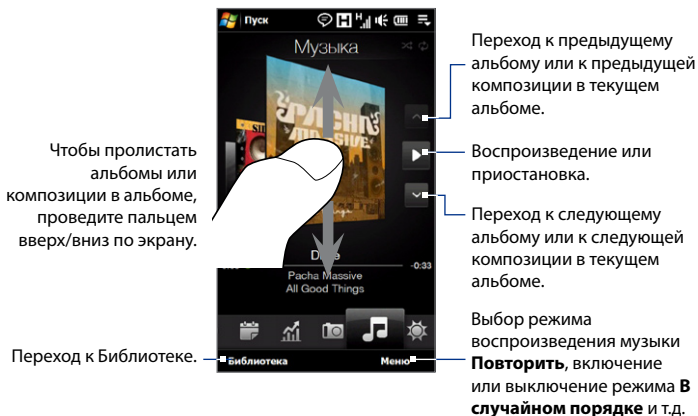 Чтобы пролистать
альбомы или
композиции в альбоме,
проведите пальцем
вверх/вниз по экрану.
Переход к Библиотеке.
Пуск
H
Музыка
PACHA
MASSIVE
Pacha Massive
All Good Things
-0:33
Библиотека
Меню
Переход к предыдущему
альбому или к предыдущей
композиции в текущем
альбоме.
Воспроизведение или
приостановка.
Переход к следующему
альбому или к следующей
композиции в текущем
альбоме.
Выбор режима
воспроизведения музыки
Повторить, включение
или выключение режима В
случайном порядке и т.д.